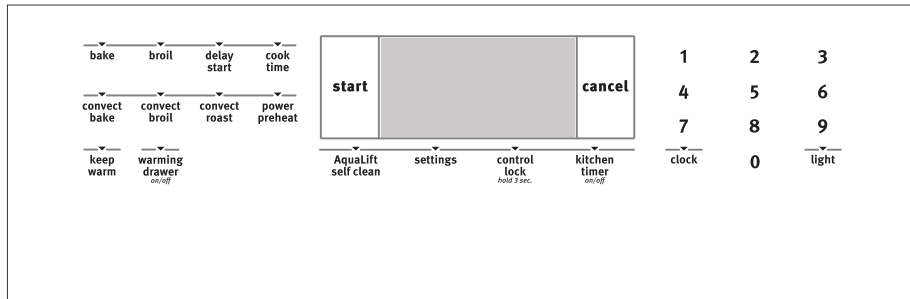 bake
broil
delay
start
cook
time
convect
bake
convect
broil
convect
roast
power
preheat
keep
warm
warming
drawer
on/off
start
cancel
AquaLift
self clean
settings
control
lock
hold 3 sec.
kitchen
timer
on/off
1 2 3
4 5 6
7 8 9
clock
0
light